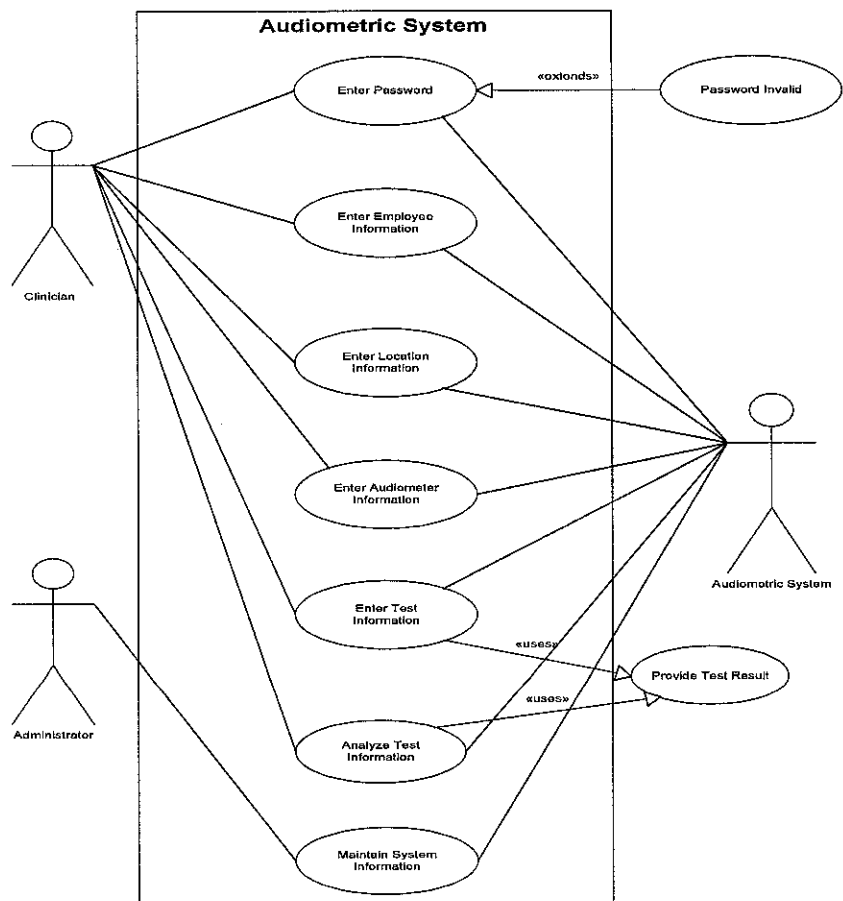 Audiometric System
Enter Password
«extends»
Password Invalid
Enter Employee
Information
Clinician
Enter Location
Information
Enter Audiometer
Information
Audiometric System
Enter Test
Information
«uses»
Provide Test Result
«uses»
Administrator
Analyze Test
Information
Maintain System
Information